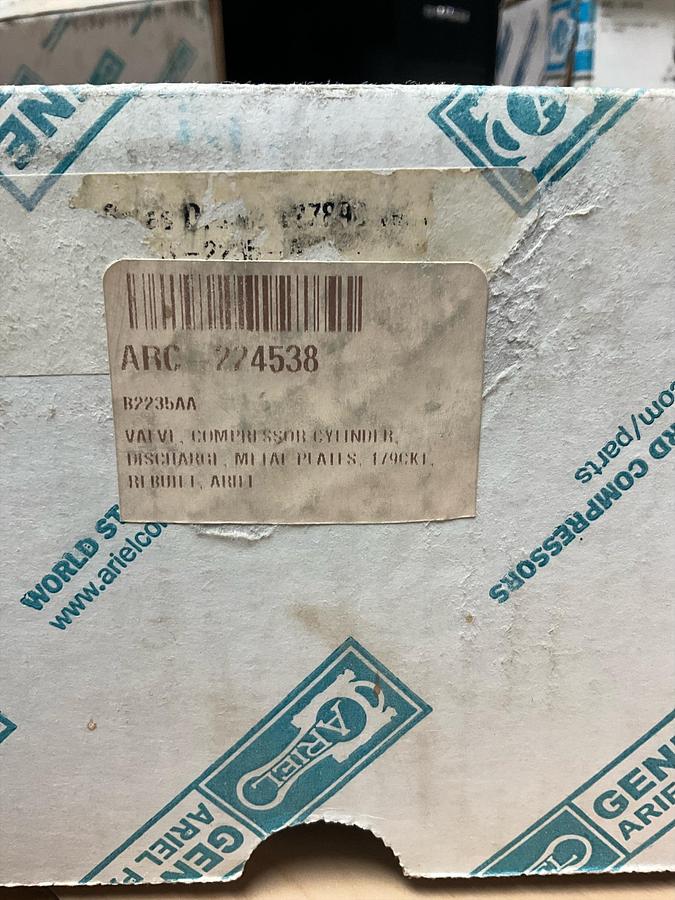 ARC-224538
B2235AA
VALVE, COMPRESSOR CYLINDER,
DISCHARGE, METAL PLATES, 179CKT,
REBUILT, ARIEL
com/parts
RD COMPRESSORS
WORLD ST
www.arielco
ARIEL
GEN
ARIEL P
GEN
ARIE